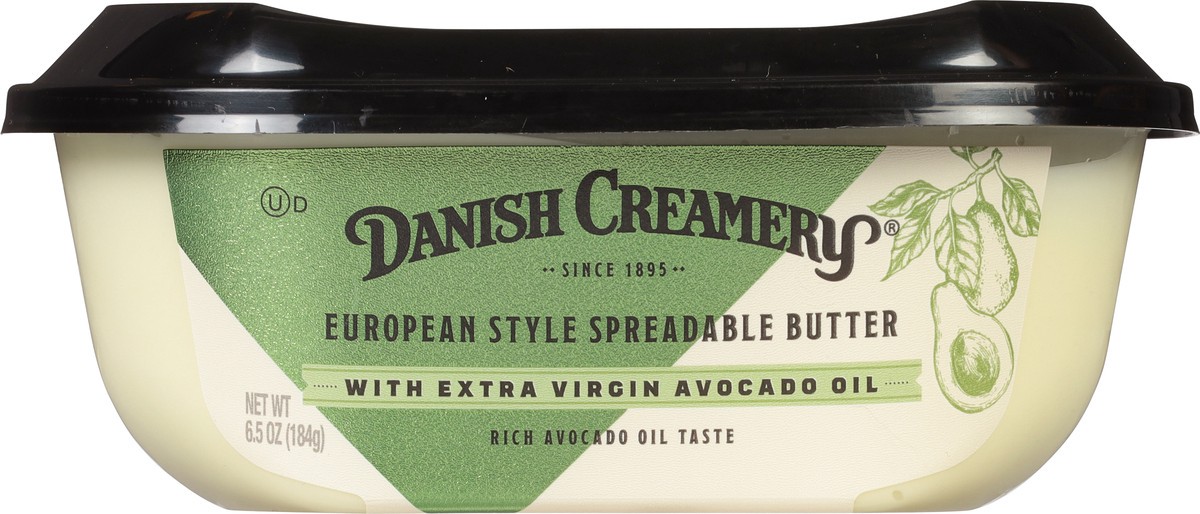 Ⓤ D
DANISH CREAMERY®
·· SINCE 1895 ··
EUROPEAN STYLE SPREADABLE BUTTER
······ WITH EXTRA VIRGIN AVOCADO OIL ······
NET WT
6.5 OZ (184g)
RICH AVOCADO OIL TASTE